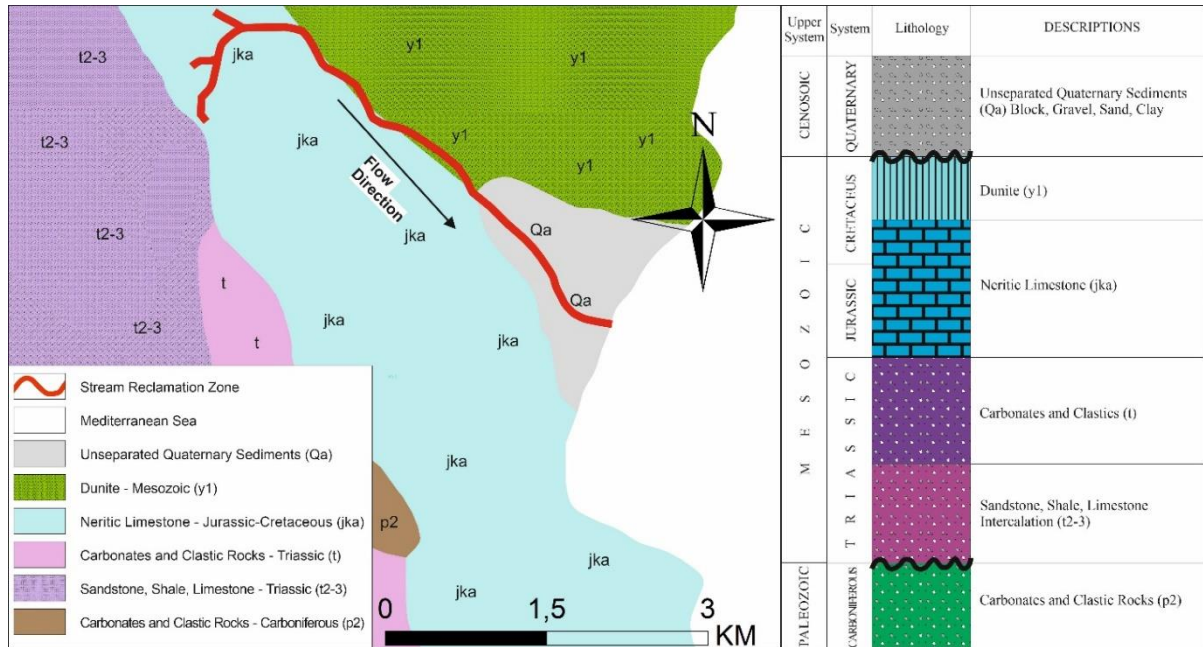 jka
y1
y1
t2-3
t2-3
jka
y1
y1
y1
N
Flow
Direction
t2-3
jka
Qa
t
Qa
t2-3
jka
jka
t
jka
p2
jka
jka
0
1,5
3
KM
Stream Reclamation Zone
Mediterranean Sea
Unseparated Quaternary Sediments (Qa)
Dunite - Mesozoic (y1)
Neritic Limestone - Jurassic-Cretaceous (jka)
Carbonates and Clastic Rocks - Triassic (t)
Sandstone, Shale, Limestone - Triassic (t2-3)
Carbonates and Clastic Rocks - Carboniferous (p2)
Upper
System
System
Lithology
DESCRIPTIONS
CENOSOIC
QUATERNARY
Unseparated Quaternary Sediments
(Qa) Block, Gravel, Sand, Clay
MESOZOIC
CRETACEUS
Dunite (y1)
JURASSIC
Neritic Limestone (jka)
TRIASSIC
Carbonates and Clastics (t)
Sandstone, Shale, Limestone
Intercalation (t2-3)
PALEOZOIC
CARBONIFEROUS
Carbonates and Clastic Rocks (p2)